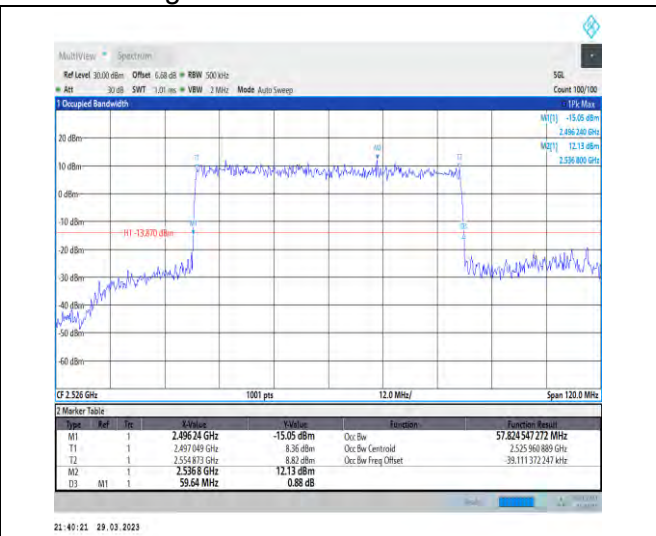 MultiView Spectrum
Ref Level 30.00 dBm Offset 6.68 dB RBW 500 kHz SGL
Att 30 dB SWT 1.01 ms VBW 2 MHz Mode Auto Sweep Count 100/100
1 Occupied Bandwidth 1Pk Max
M1[1] -15.05 dBm
2.496 240 GHz
M2[1] 12.13 dBm
2.536 800 GHz
20 dBm
M2
T1 T2
10 dBm
0 dBm
-10 dBm
M1 D3
H1 -13.870 dBm
-20 dBm
-30 dBm
-40 dBm
-50 dBm
-60 dBm
CF 2.526 GHz 1001 pts 12.0 MHz/ Span 120.0 MHz
2 Marker Table
Type Ref Trc X-Value Y-Value Function Function Result
M1 1 2.496 24 GHz -15.05 dBm Occ Bw 57.824 547 272 MHz
T1 1 2.497 049 GHz 8.36 dBm Occ Bw Centroid 2.525 960 889 GHz
T2 1 2.554 873 GHz 8.82 dBm Occ Bw Freq Offset -39.111 372 247 kHz
M2 1 2.536 8 GHz 12.13 dBm
D3 M1 1 59.64 MHz 0.88 dB
21:40:21 29.03.2023